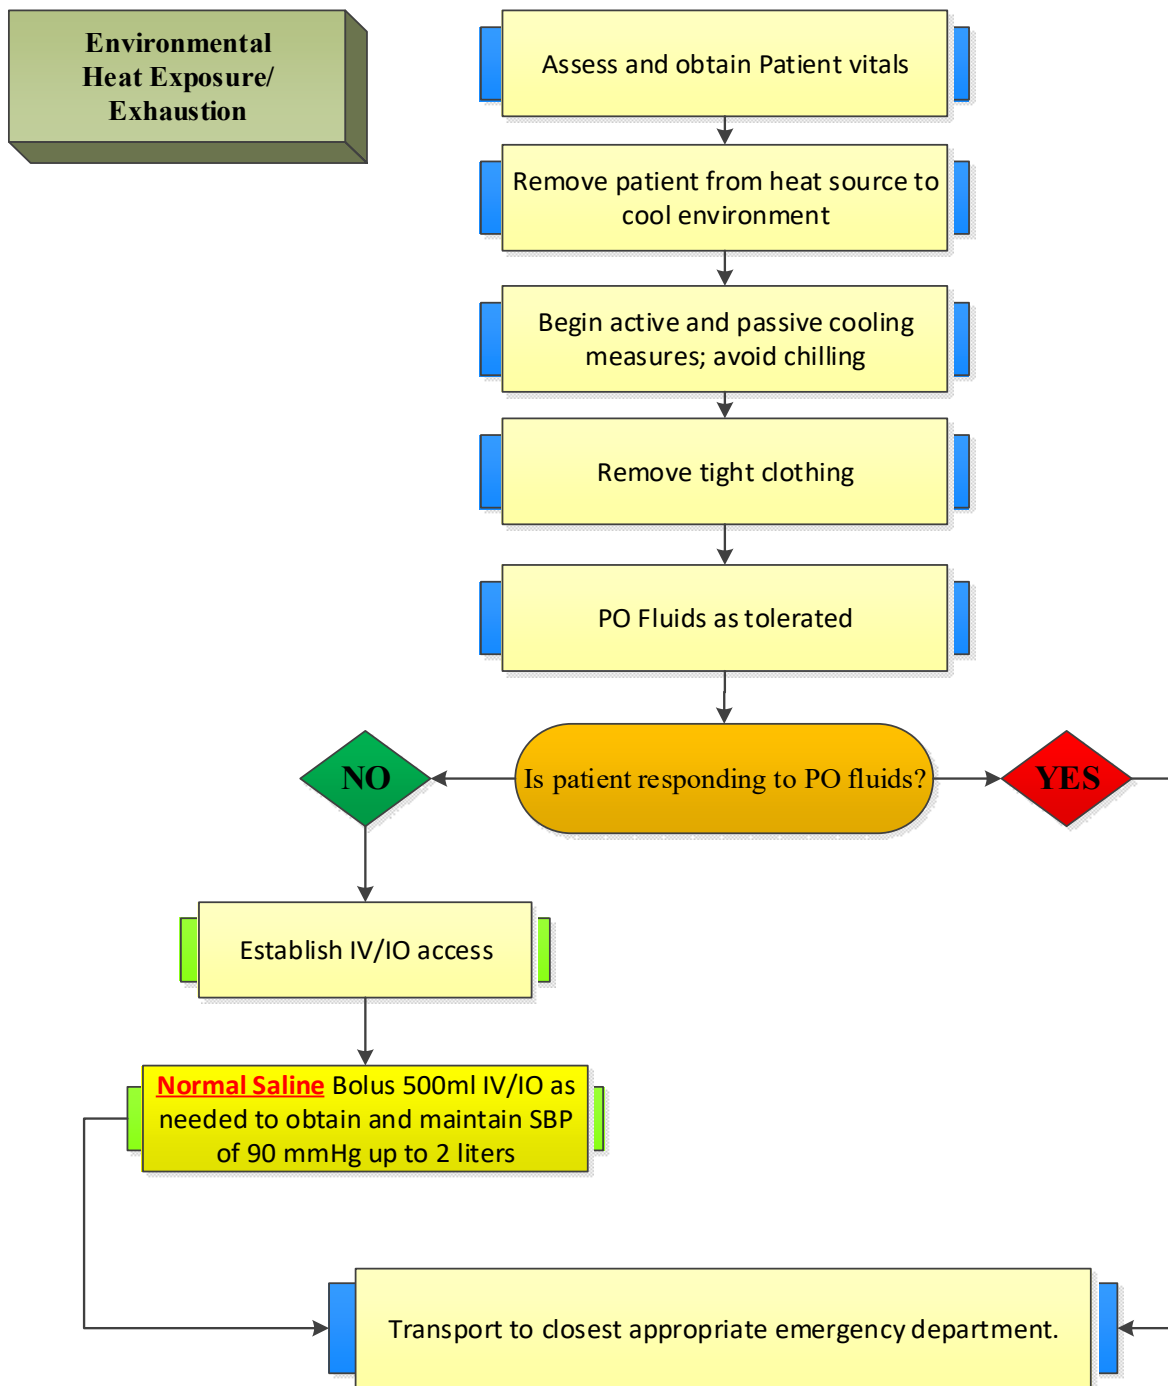 Environmental
Heat Exposure/
Exhaustion
Assess and obtain Patient vitals
Remove patient from heat source to
cool environment
Begin active and passive cooling
measures; avoid chilling
Remove tight clothing
PO Fluids as tolerated
Is patient responding to PO fluids?
NO
YES
Establish IV/IO access
Normal Saline Bolus 500ml IV/IO as
needed to obtain and maintain SBP
of 90 mmHg up to 2 liters
Transport to closest appropriate emergency department.